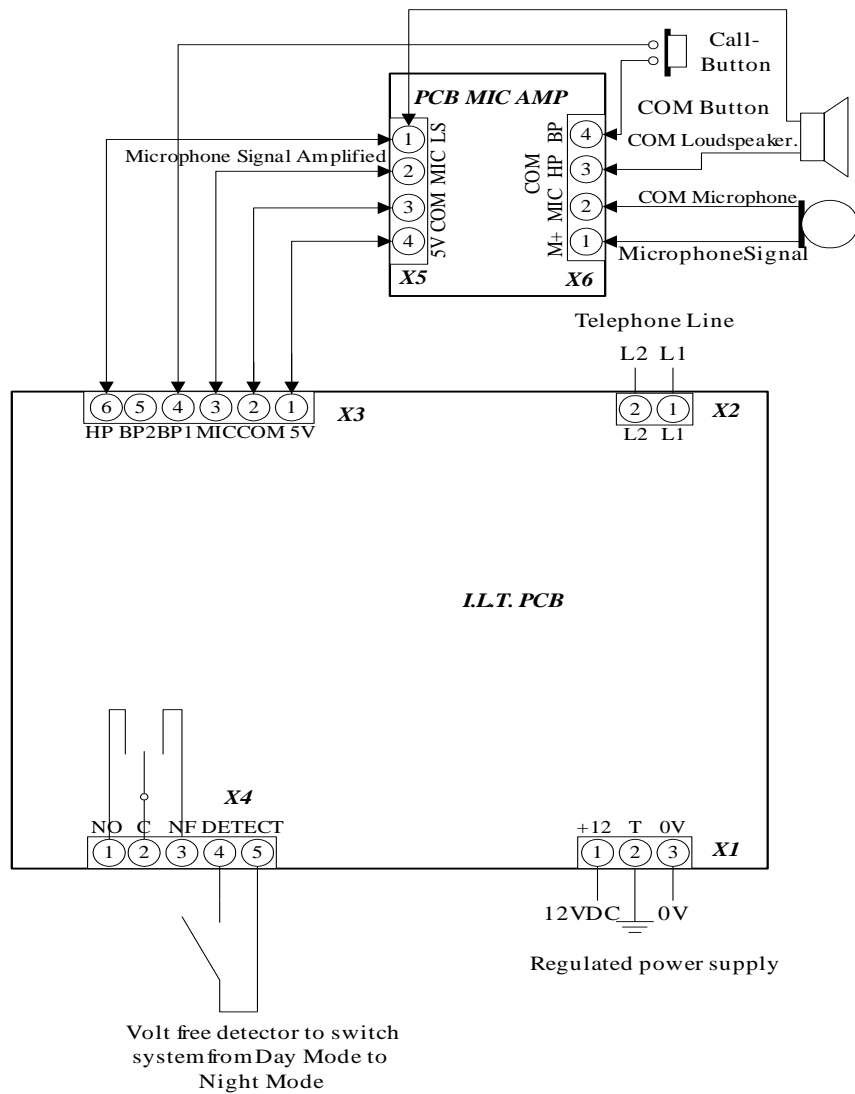 Call-
Button
PCB MIC AMP
COM Button
1 LS
BP 4
COM Loudspeaker.
Microphone Signal Amplified
2 MIC
COM
HP 3
3 COM
MIC 2
COM Microphone
4 5V
M+ 1
MicrophoneSignal
X5
X6
Telephone Line
L2 L1
6 5 4 3 2 1
X3
2 1
X2
HP BP2 BP1 MIC COM 5V
L2 L1
I.L.T. PCB
X4
NO C NF DETECT
+12 T 0V
1 2 3 4 5
1 2 3
X1
12VDC 0V
Regulated power supply
Volt free detector to switch
system from Day Mode to
Night Mode